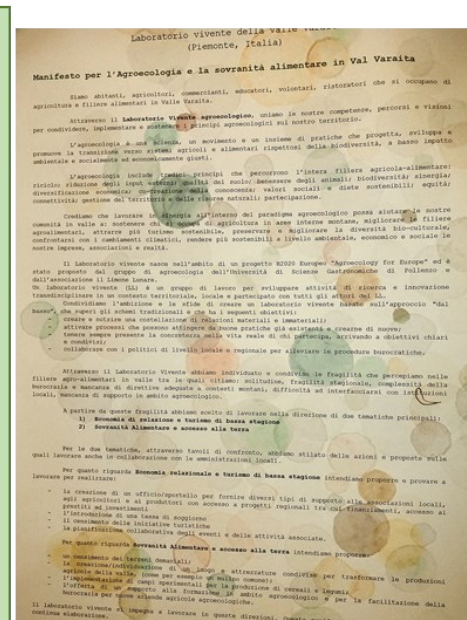 Laboratorio vivente della Valle Varaita
(Piemonte, Italia)
Manifesto per l'Agroecologia e la sovranità alimentare in Val Varaita
Siamo abitanti, agricoltori, commercianti, educatori, volontari, ristoratori che si occupano di
agricoltura e filiere alimentari in Valle Varaita.
Attraverso il Laboratorio Vivente agroecologico, uniamo le nostre competenze, percorsi e visioni
per condividere, implementare e sostenere i principi agroecologici sul nostro territorio.
L'agroecologia è una scienza, un movimento e un insieme di pratiche che progetta, sviluppa e
promuove la transizione verso sistemi agricoli e alimentari rispettosi della biodiversità, a basso impatto
ambientale e socialmente ed economicamente giusti.
L'agroecologia include tredici principi che percorrono l'intera filiera agricola-alimentare:
riciclo; riduzione degli input esterni; qualità del suolo; benessere degli animali; biodiversità; sinergia;
diversificazione economica; co-creazione della conoscenza; valori sociali e diete sostenibili; equità;
connettività; gestione del territorio e delle risorse naturali; partecipazione.
Crediamo che lavorare in sinergia all'interno del paradigma agroecologico possa aiutare le nostre
comunità in valle a: sostenere chi si occupa di agricoltura in aree interne montane, migliorare le filiere
agroalimentari, attrarre più turismo sostenibile, preservare e migliorare la diversità bio-culturale,
confrontarsi con i cambiamenti climatici, rendere più sostenibili a livello ambientale, economico e sociale le
nostre imprese, associazioni e realtà.
Il Laboratorio Vivente nasce nell'ambito di un progetto H2020 Europeo "Agroecology for Europe" ed è
stato proposto dal gruppo di agroecologia dell'Università di Scienze Gastronomiche di Pollenzo e
dall'associazione il Limone Lunare.
Un laboratorio vivente (LL) è un gruppo di lavoro per sviluppare attività di ricerca e innovazione
transdisciplinare in un contesto territoriale, locale e partecipato con tutti gli attori del LL.
Condividiamo l'ambizione e le sfide di creare un laboratorio vivente basato sull'approccio "dal
basso", che superi gli schemi tradizionali e che ha i seguenti obiettivi:
- creare e nutrire una costellazione di relazioni materiali e immateriali;
- attivare processi che possono attingere da buone pratiche già esistenti o crearne di nuove;
- tenere sempre presente la concretezza nella vita reale di chi partecipa, arrivando a obiettivi chiari
e condivisi;
- collaborare con i politici di livello locale e regionale per alleviare le procedure burocratiche.
Attraverso il Laboratorio Vivente abbiamo individuato e condiviso le fragilità che percepiamo nelle
filiere agro-alimentari in valle tra le quali citiamo: solitudine, fragilità stagionale, complessità della
burocrazia e mancanza di direttive adeguate a contesti montani, difficoltà ad interfacciarsi con istituzioni
locali, mancanza di supporto in ambito agroecologico.
A partire da queste fragilità abbiamo scelto di lavorare nella direzione di due tematiche principali:
1) Economia di relazione e turismo di bassa stagione
2) Sovranità Alimentare e accesso alla terra
Per le due tematiche, attraverso tavoli di confronto, abbiamo stilato delle azioni e proposte sulle
quali lavorare anche in collaborazione con le amministrazioni locali.
Per quanto riguarda Economia relazionale e turismo di bassa stagione intendiamo proporre e provare a
lavorare per realizzare:
- la creazione di un ufficio/sportello per fornire diversi tipi di supporto alle associazioni locali,
agli agricoltori e ai produttori con accesso a progetti regionali tra cui finanziamenti, accesso ai
prestiti ed investimenti
- l'introduzione di una tassa di soggiorno
- il censimento delle iniziative turistiche
- la pianificazione collaborativa degli eventi e delle attività associate.
Per quanto riguarda Sovranità Alimentare e accesso alla terra intendiamo proporre:
- un censimento dei terreni demaniali;
- la creazione/individuazione di un luogo e attrezzature condivise per trasformare le produzioni
agricole della valle, (come per esempio un mulino comune);
- l'implementazione di campi sperimentali per la produzione di cereali e legumi;
- l'offerta di un supporto alla formazione in ambito agroecologico e per la facilitazione della
burocrazia per nuove aziende agricole agroecologiche.
Il laboratorio vivente si impegna a lavorare in queste direzioni.
continua elaborazione.